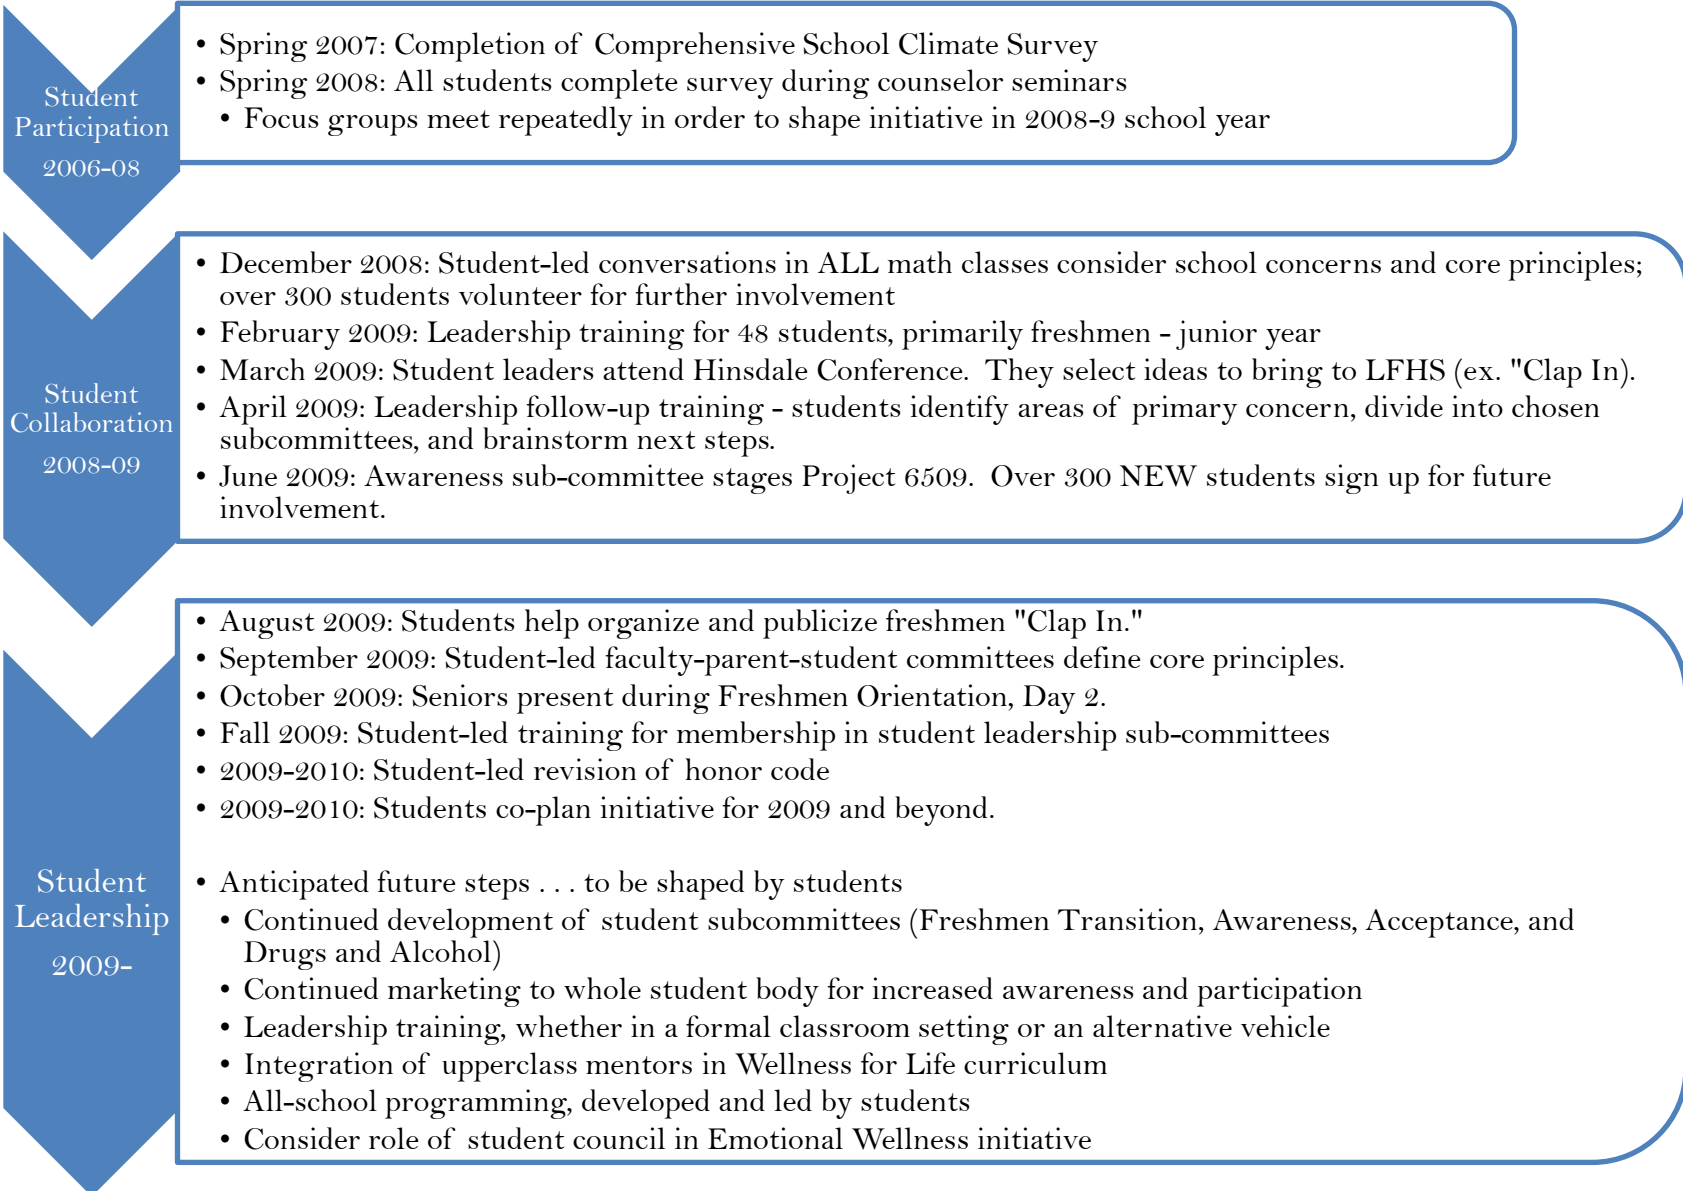 Student
Participation
2006-08
• Spring 2007: Completion of Comprehensive School Climate Survey
• Spring 2008: All students complete survey during counselor seminars
• Focus groups meet repeatedly in order to shape initiative in 2008-9 school year
Student
Collaboration
2008-09
• December 2008: Student-led conversations in ALL math classes consider school concerns and core principles;
over 300 students volunteer for further involvement
• February 2009: Leadership training for 48 students, primarily freshmen - junior year
• March 2009: Student leaders attend Hinsdale Conference. They select ideas to bring to LFHS (ex. "Clap In).
• April 2009: Leadership follow-up training - students identify areas of primary concern, divide into chosen
subcommittees, and brainstorm next steps.
• June 2009: Awareness sub-committee stages Project 6509. Over 300 NEW students sign up for future
involvement.
Student
Leadership
2009-
• August 2009: Students help organize and publicize freshmen "Clap In."
• September 2009: Student-led faculty-parent-student committees define core principles.
• October 2009: Seniors present during Freshmen Orientation, Day 2.
• Fall 2009: Student-led training for membership in student leadership sub-committees
• 2009-2010: Student-led revision of honor code
• 2009-2010: Students co-plan initiative for 2009 and beyond.
• Anticipated future steps . . . to be shaped by students
• Continued development of student subcommittees (Freshmen Transition, Awareness, Acceptance, and
Drugs and Alcohol)
• Continued marketing to whole student body for increased awareness and participation
• Leadership training, whether in a formal classroom setting or an alternative vehicle
• Integration of upperclass mentors in Wellness for Life curriculum
• All-school programming, developed and led by students
• Consider role of student council in Emotional Wellness initiative